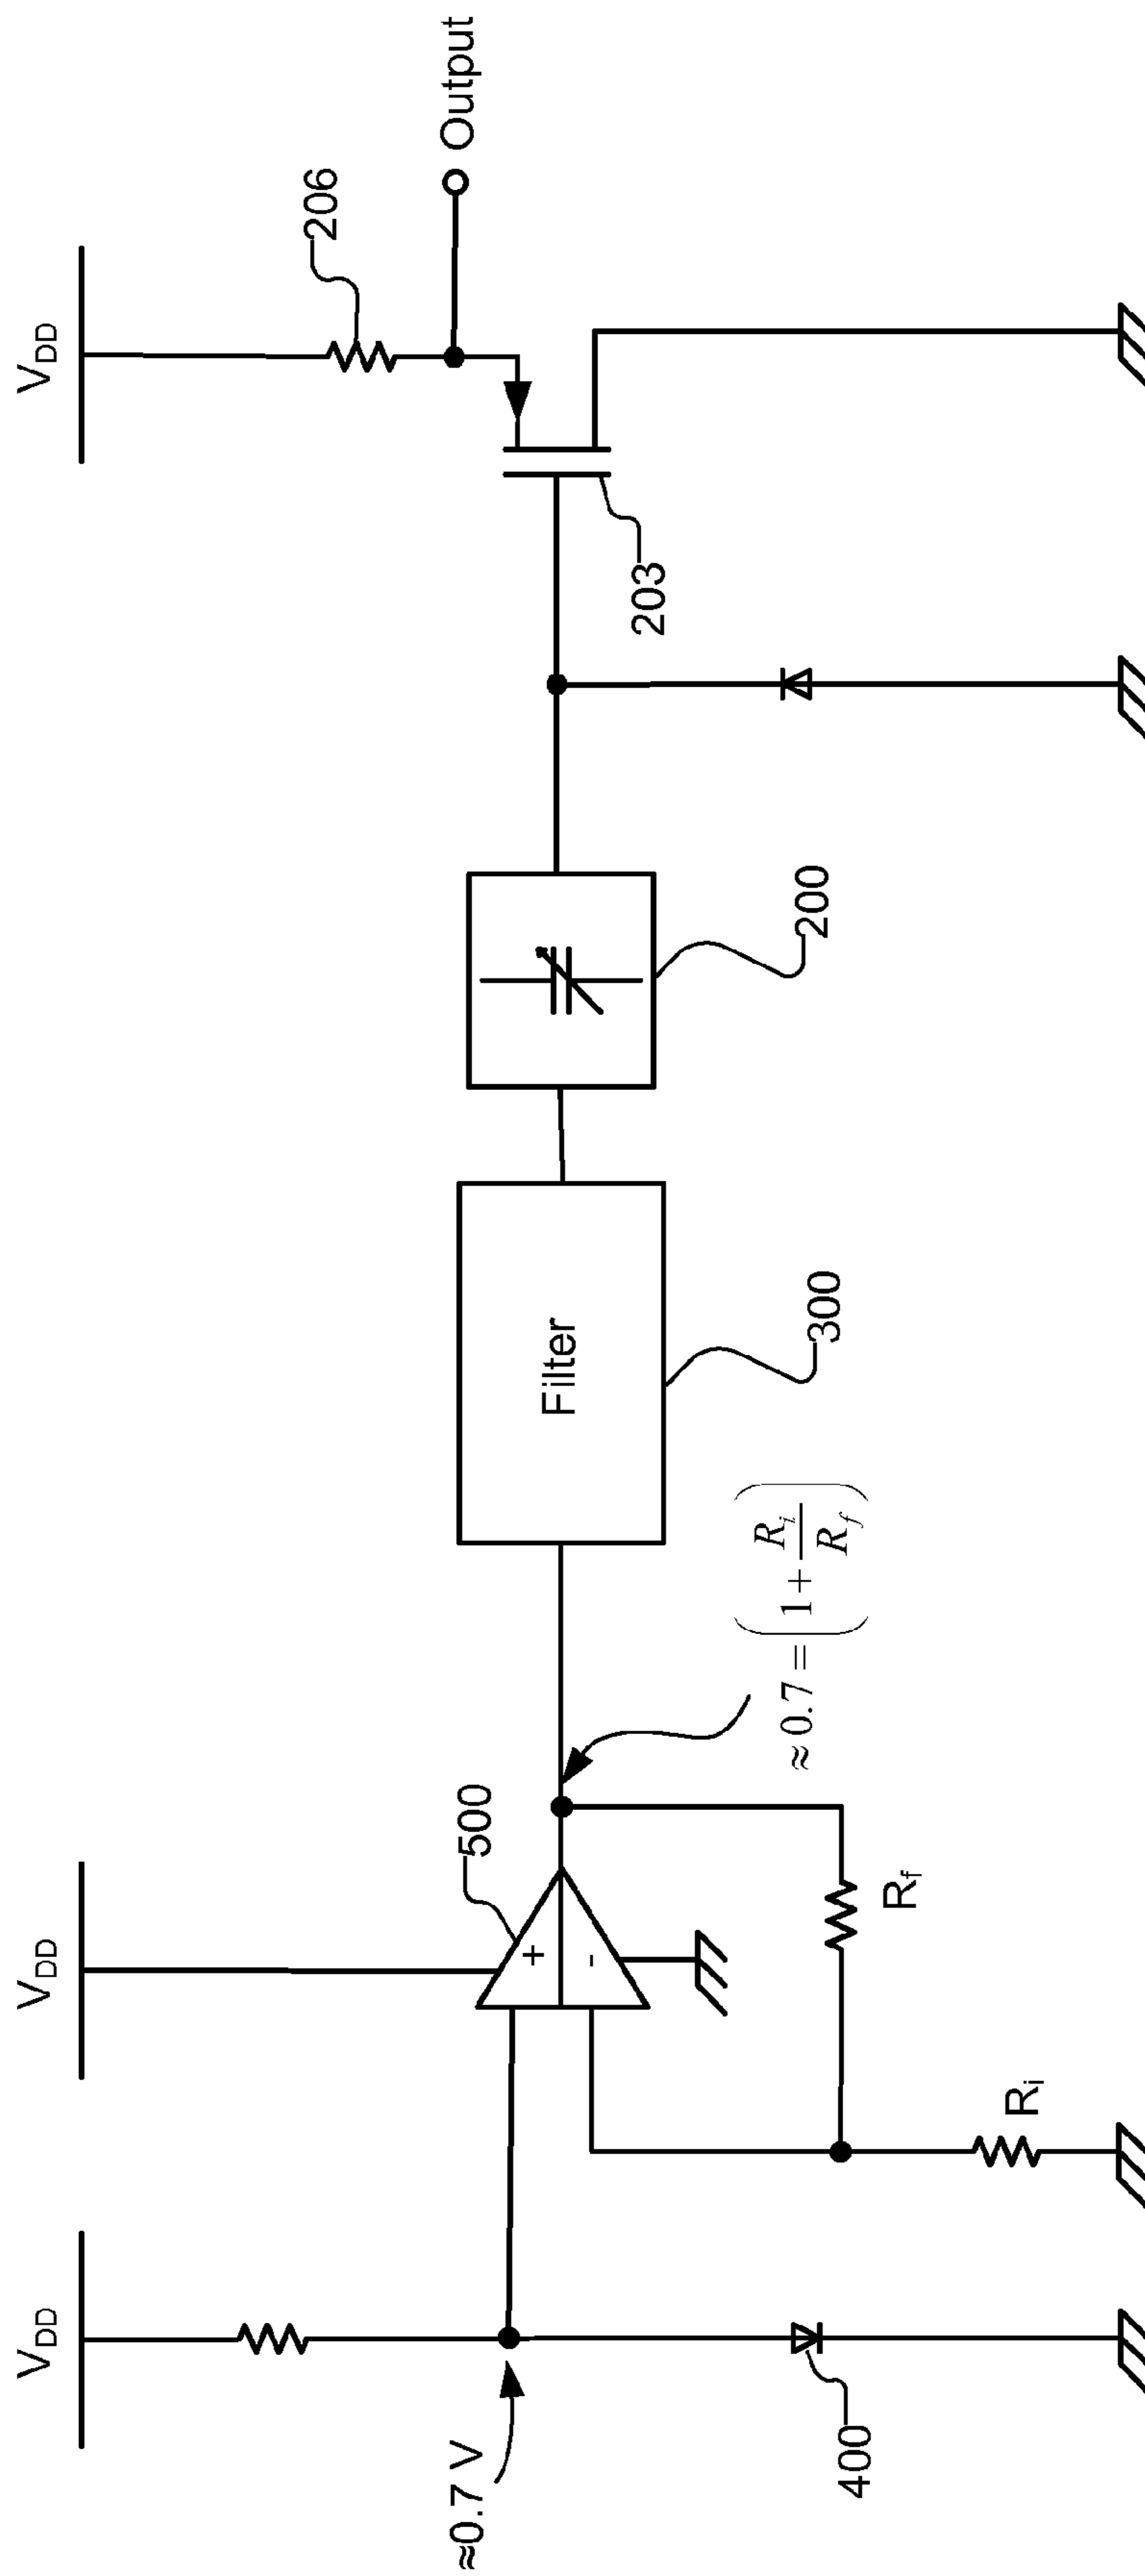 V_DD
V_DD
V_DD
≈0.7 V
400
500
+
-
R_f
R_i
≈ 0.7 = ( 1 + R_i / R_f )
Filter
300
200
203
206
Output